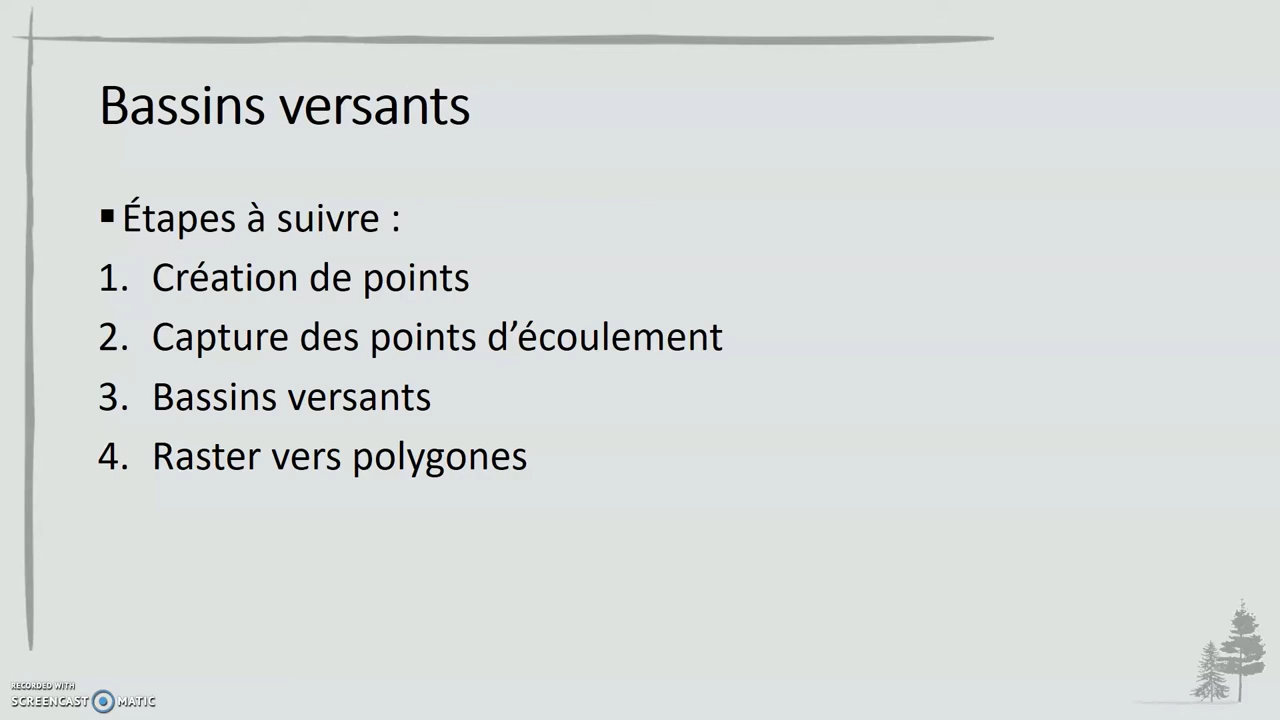 Bassins versants
▪ Étapes à suivre :
1. Création de points
2. Capture des points d’écoulement
3. Bassins versants
4. Raster vers polygones
RECORDED WITH
SCREENCAST MATIC